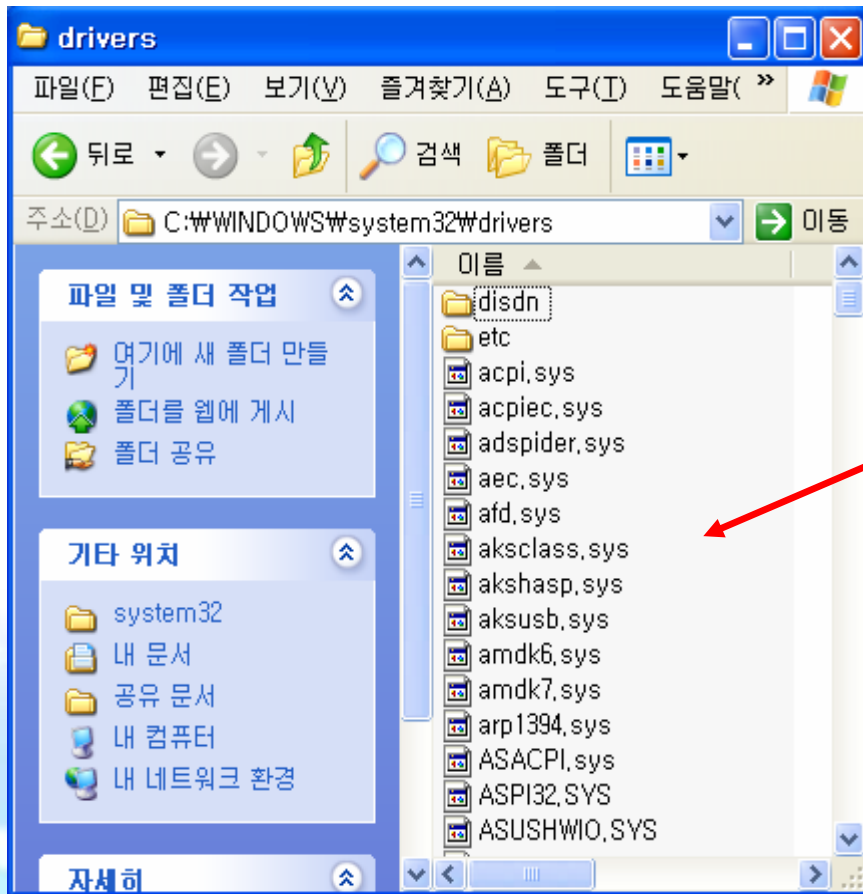 drivers
파일(F) 편집(E) 보기(V) 즐겨찾기(A) 도구(T) 도움말( »
뒤로 검색 폴더
주소(D) C:₩WINDOWS₩system32₩drivers 이동
파일 및 폴더 작업
여기에 새 폴더 만들
기
폴더를 웹에 게시
폴더 공유
기타 위치
system32
내 문서
공유 문서
내 컴퓨터
내 네트워크 환경
자세히
이름
disdn
etc
acpi.sys
acpiec.sys
adspider.sys
aec.sys
afd.sys
aksclass.sys
akshasp.sys
aksusb.sys
amdk6.sys
amdk7.sys
arp1394.sys
ASACPI.sys
ASPI32.SYS
ASUSHWIO.SYS